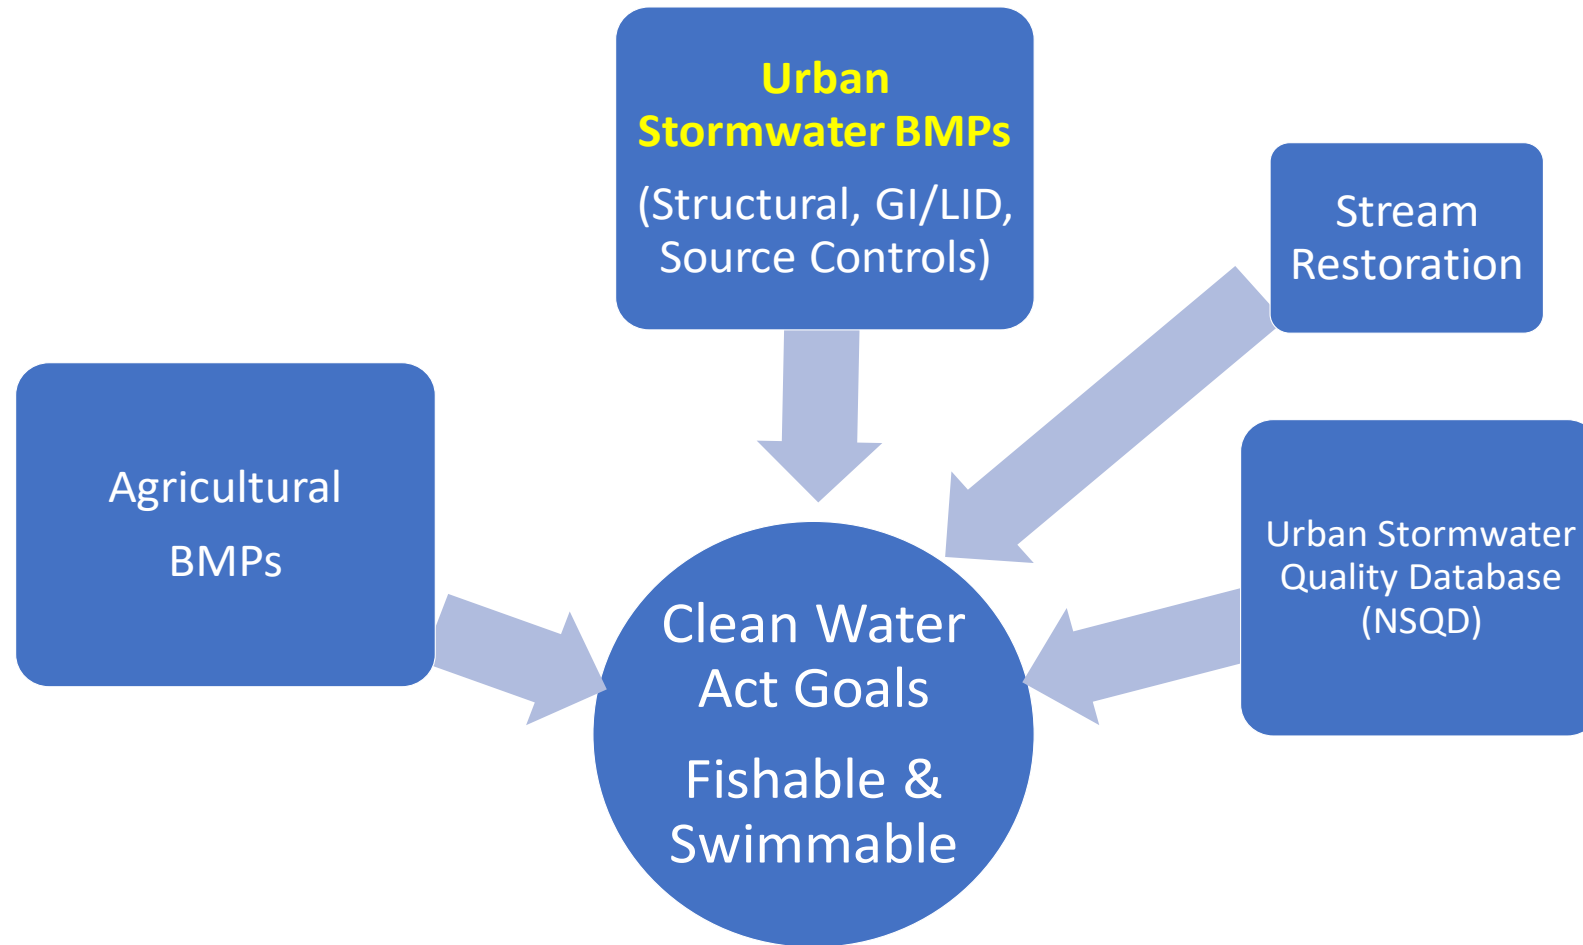 Urban
Stormwater BMPs
(Structural, GI/LID,
Source Controls)
Stream
Restoration
Agricultural
BMPs
Urban Stormwater
Quality Database
(NSQD)
Clean Water
Act Goals
Fishable &
Swimmable